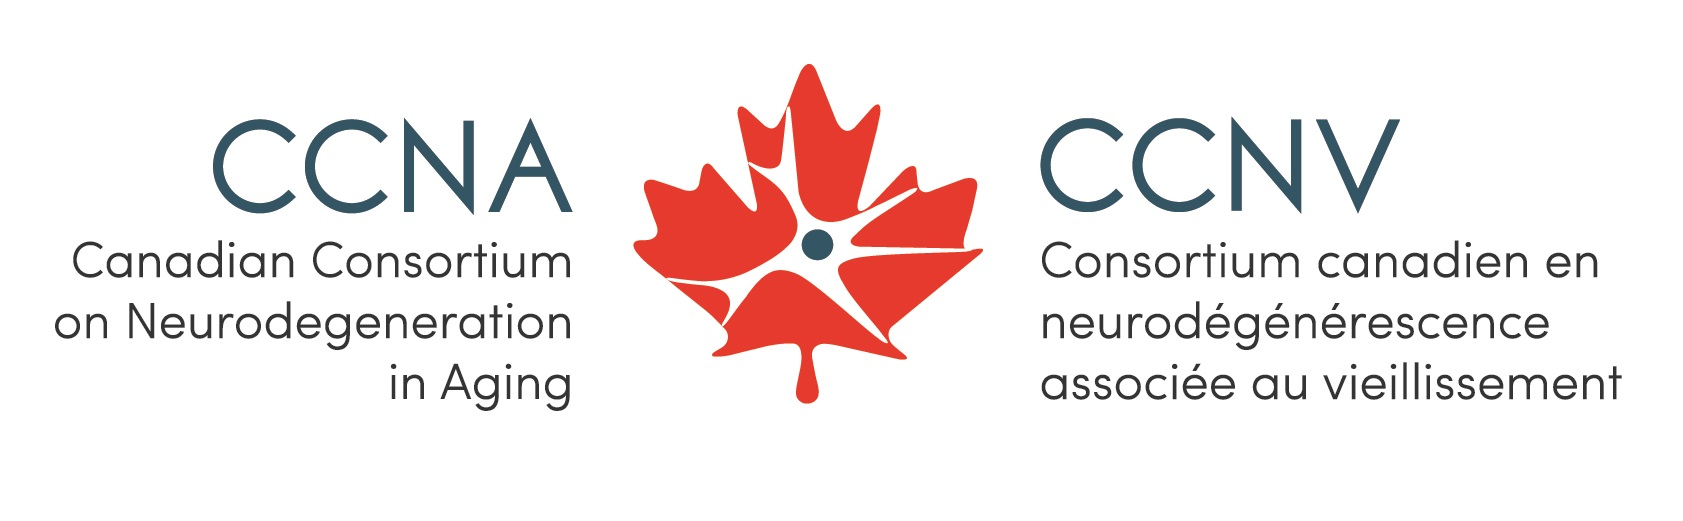 CCNA
Canadian Consortium
on Neurodegeneration
in Aging
CCNV
Consortium canadien en
neurodégénérescence
associée au vieillissement